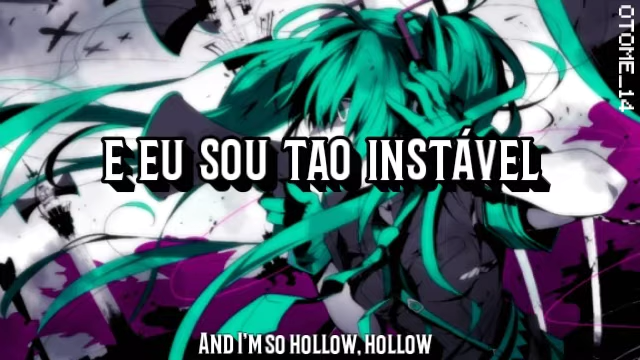 OTOME_14
E EU SOU TAO INSTÁVEL
AND I'M SO HOLLOW, HOLLOW